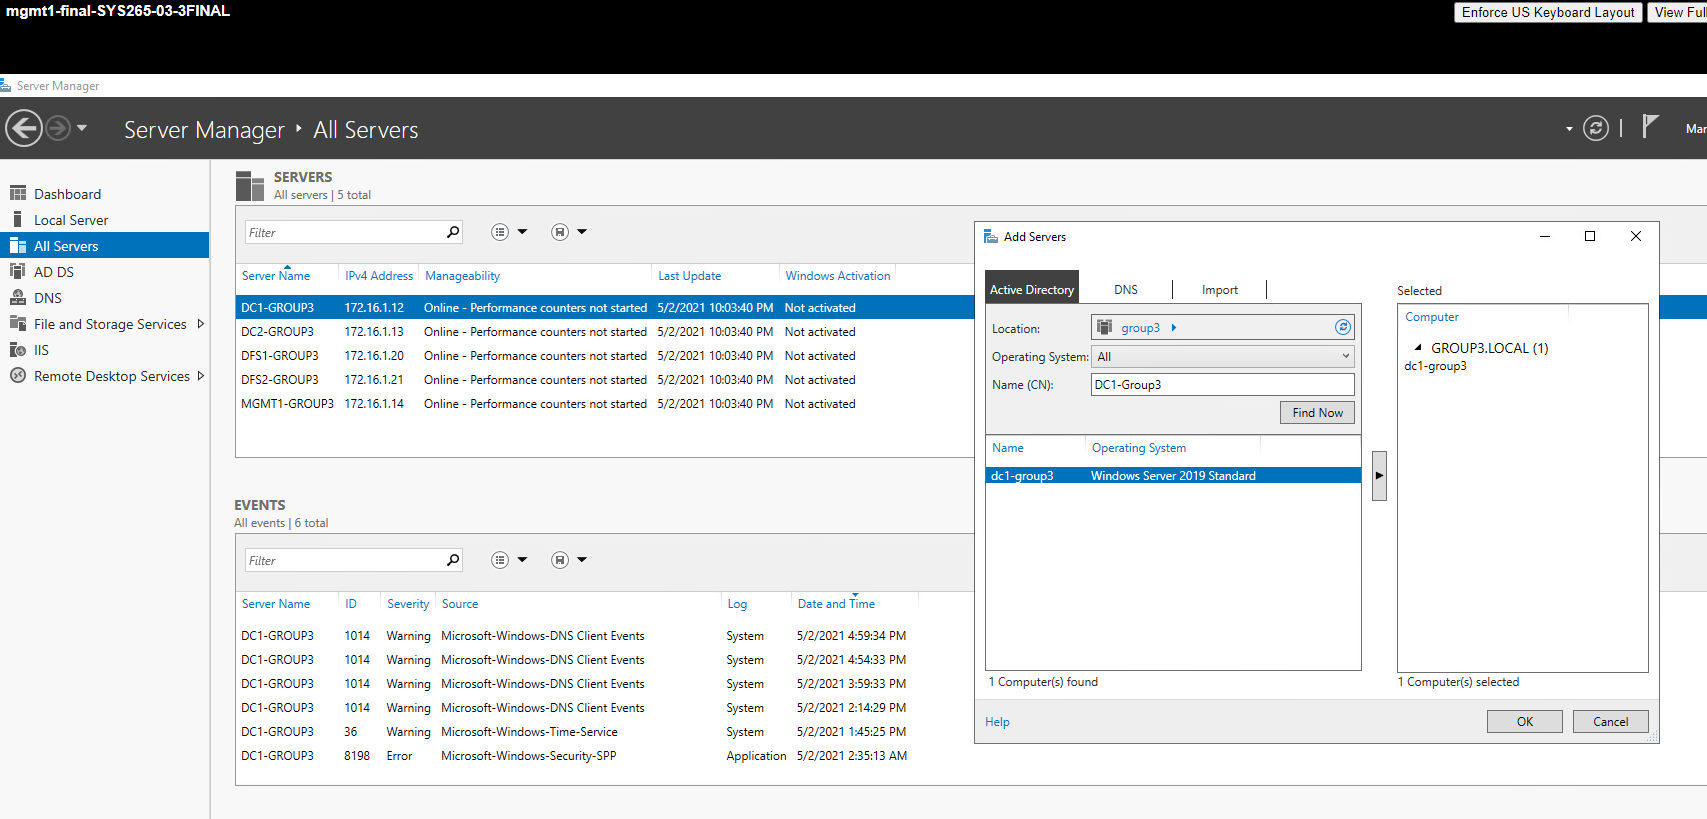 mgmt1-final-SYS265-03-3FINAL
Enforce US Keyboard Layout
View Full
Server Manager
Server Manager ‣ All Servers
Mar
Dashboard
Local Server
All Servers
AD DS
DNS
File and Storage Services
IIS
Remote Desktop Services
SERVERS
All servers | 5 total
Filter
Server Name IPv4 Address Manageability Last Update Windows Activation
DC1-GROUP3 172.16.1.12 Online - Performance counters not started 5/2/2021 10:03:40 PM Not activated
DC2-GROUP3 172.16.1.13 Online - Performance counters not started 5/2/2021 10:03:40 PM Not activated
DFS1-GROUP3 172.16.1.20 Online - Performance counters not started 5/2/2021 10:03:40 PM Not activated
DFS2-GROUP3 172.16.1.21 Online - Performance counters not started 5/2/2021 10:03:40 PM Not activated
MGMT1-GROUP3 172.16.1.14 Online - Performance counters not started 5/2/2021 10:03:40 PM Not activated
EVENTS
All events | 6 total
Filter
Server Name ID Severity Source Log Date and Time
DC1-GROUP3 1014 Warning Microsoft-Windows-DNS Client Events System 5/2/2021 4:59:34 PM
DC1-GROUP3 1014 Warning Microsoft-Windows-DNS Client Events System 5/2/2021 4:54:33 PM
DC1-GROUP3 1014 Warning Microsoft-Windows-DNS Client Events System 5/2/2021 3:59:33 PM
DC1-GROUP3 1014 Warning Microsoft-Windows-DNS Client Events System 5/2/2021 2:14:29 PM
DC1-GROUP3 36 Warning Microsoft-Windows-Time-Service System 5/2/2021 1:45:25 PM
DC1-GROUP3 8198 Error Microsoft-Windows-Security-SPP Application 5/2/2021 2:35:13 AM
Add Servers
Active Directory DNS Import
Location: group3
Operating System: All
Name (CN): DC1-Group3
Find Now
Name Operating System
dc1-group3 Windows Server 2019 Standard
1 Computer(s) found
Selected
Computer
GROUP3.LOCAL (1)
dc1-group3
1 Computer(s) selected
Help
OK
Cancel